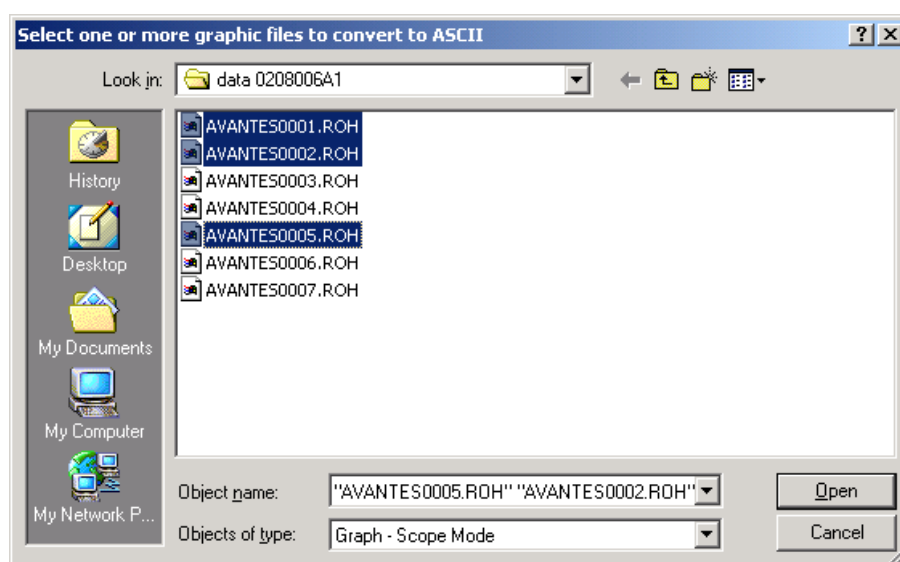 Select one or more graphic files to convert to ASCII
Look in:
data 0208006A1
History
Desktop
My Documents
My Computer
My Network P...
AVANTES0001.ROH
AVANTES0002.ROH
AVANTES0003.ROH
AVANTES0004.ROH
AVANTES0005.ROH
AVANTES0006.ROH
AVANTES0007.ROH
Object name:
"AVANTES0005.ROH" "AVANTES0002.ROH"
Open
Objects of type:
Graph - Scope Mode
Cancel